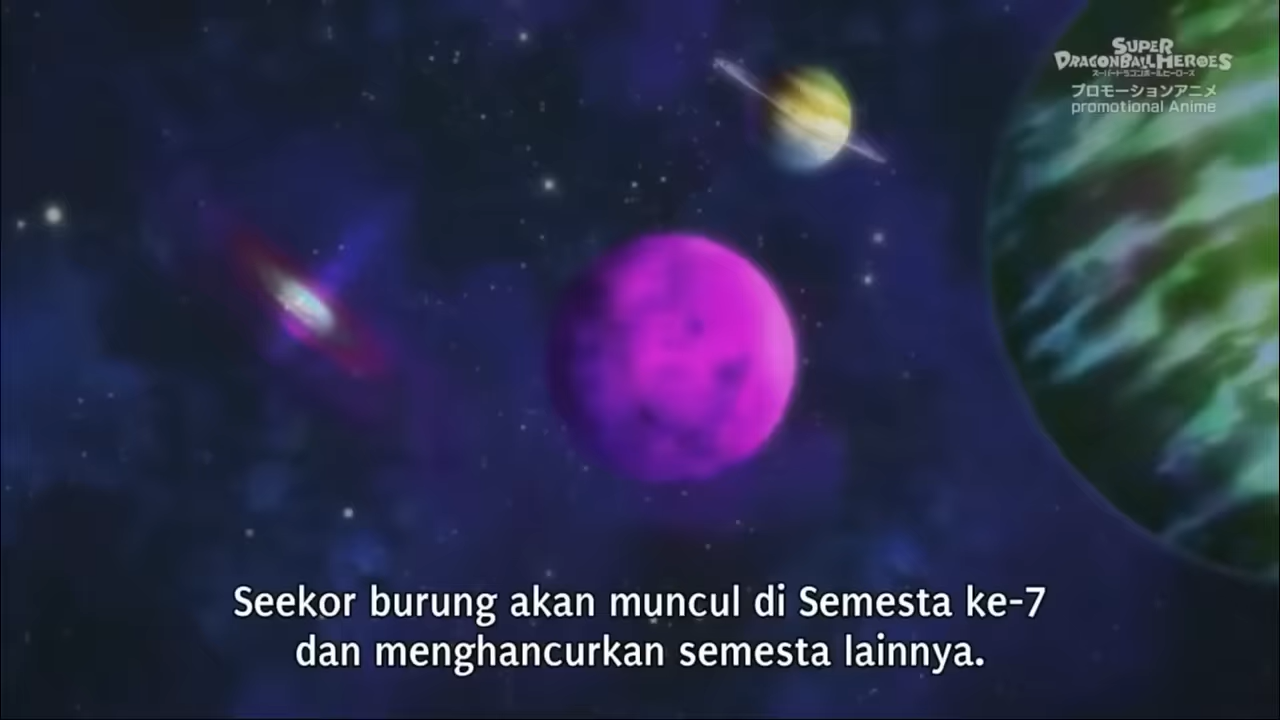 SUPER
DRAGONBALL HEROES
スーパードラゴンボールヒーローズ
プロモーションアニメ
promotional Anime
Seekor burung akan muncul di Semesta ke-7
dan menghancurkan semesta lainnya.